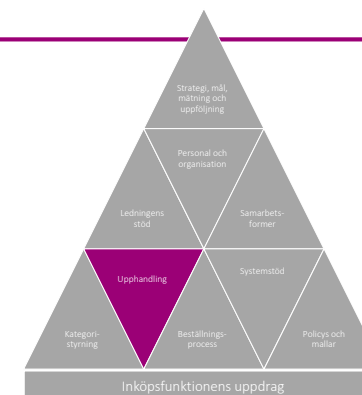 Strategi, mål,
mätning och
uppföljning
Personal och
organisation
Ledningens
stöd
Samarbets-
former
Upphandling
Systemstöd
Kategori-
styrning
Beställnings-
process
Policys och
mallar
Inköpsfunktionens uppdrag